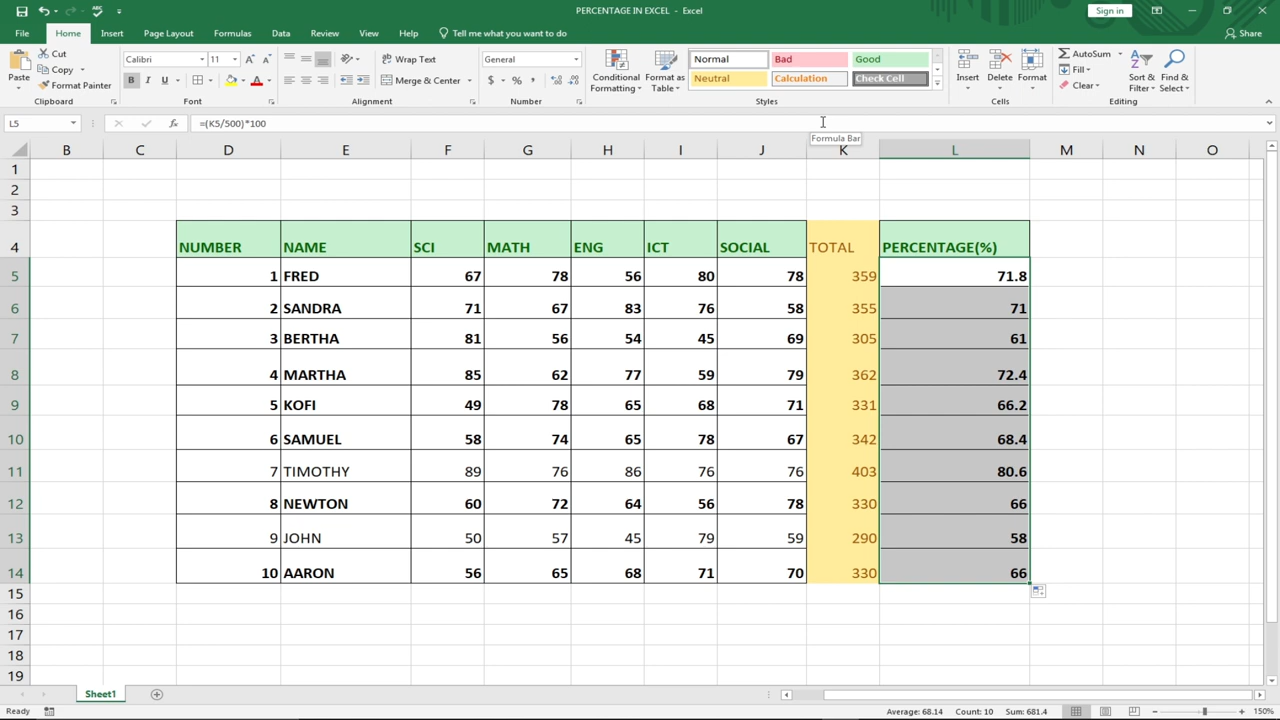 PERCENTAGE IN EXCEL - Excel
Sign in
File Home Insert Page Layout Formulas Data Review View Help Tell me what you want to do Share
Paste Cut Calibri 11 Wrap Text General Conditional Formatting Format as Table Normal Bad Good Insert Delete Format AutoSum Sort & Filter Find & Select
Copy Fill
Format Painter B I U A Merge & Center $ % , Neutral Calculation Check Cell Clear
Clipboard Font Alignment Number Styles Cells Editing
L5 fx =(K5/500)*100
Formula Bar
B C D E F G H I J K L M N O
1
2
3
4 NUMBER NAME SCI MATH ENG ICT SOCIAL TOTAL PERCENTAGE(%)
5 1 FRED 67 78 56 80 78 359 71.8
6 2 SANDRA 71 67 83 76 58 355 71
7 3 BERTHA 81 56 54 45 69 305 61
8 4 MARTHA 85 62 77 59 79 362 72.4
9 5 KOFI 49 78 65 68 71 331 66.2
10 6 SAMUEL 58 74 65 78 67 342 68.4
11 7 TIMOTHY 89 76 86 76 76 403 80.6
12 8 NEWTON 60 72 64 56 78 330 66
13 9 JOHN 50 57 45 79 59 290 58
14 10 AARON 56 65 68 71 70 330 66
15
16
17
18
19
Sheet1
Ready Average: 68.14 Count: 10 Sum: 681.4 150%